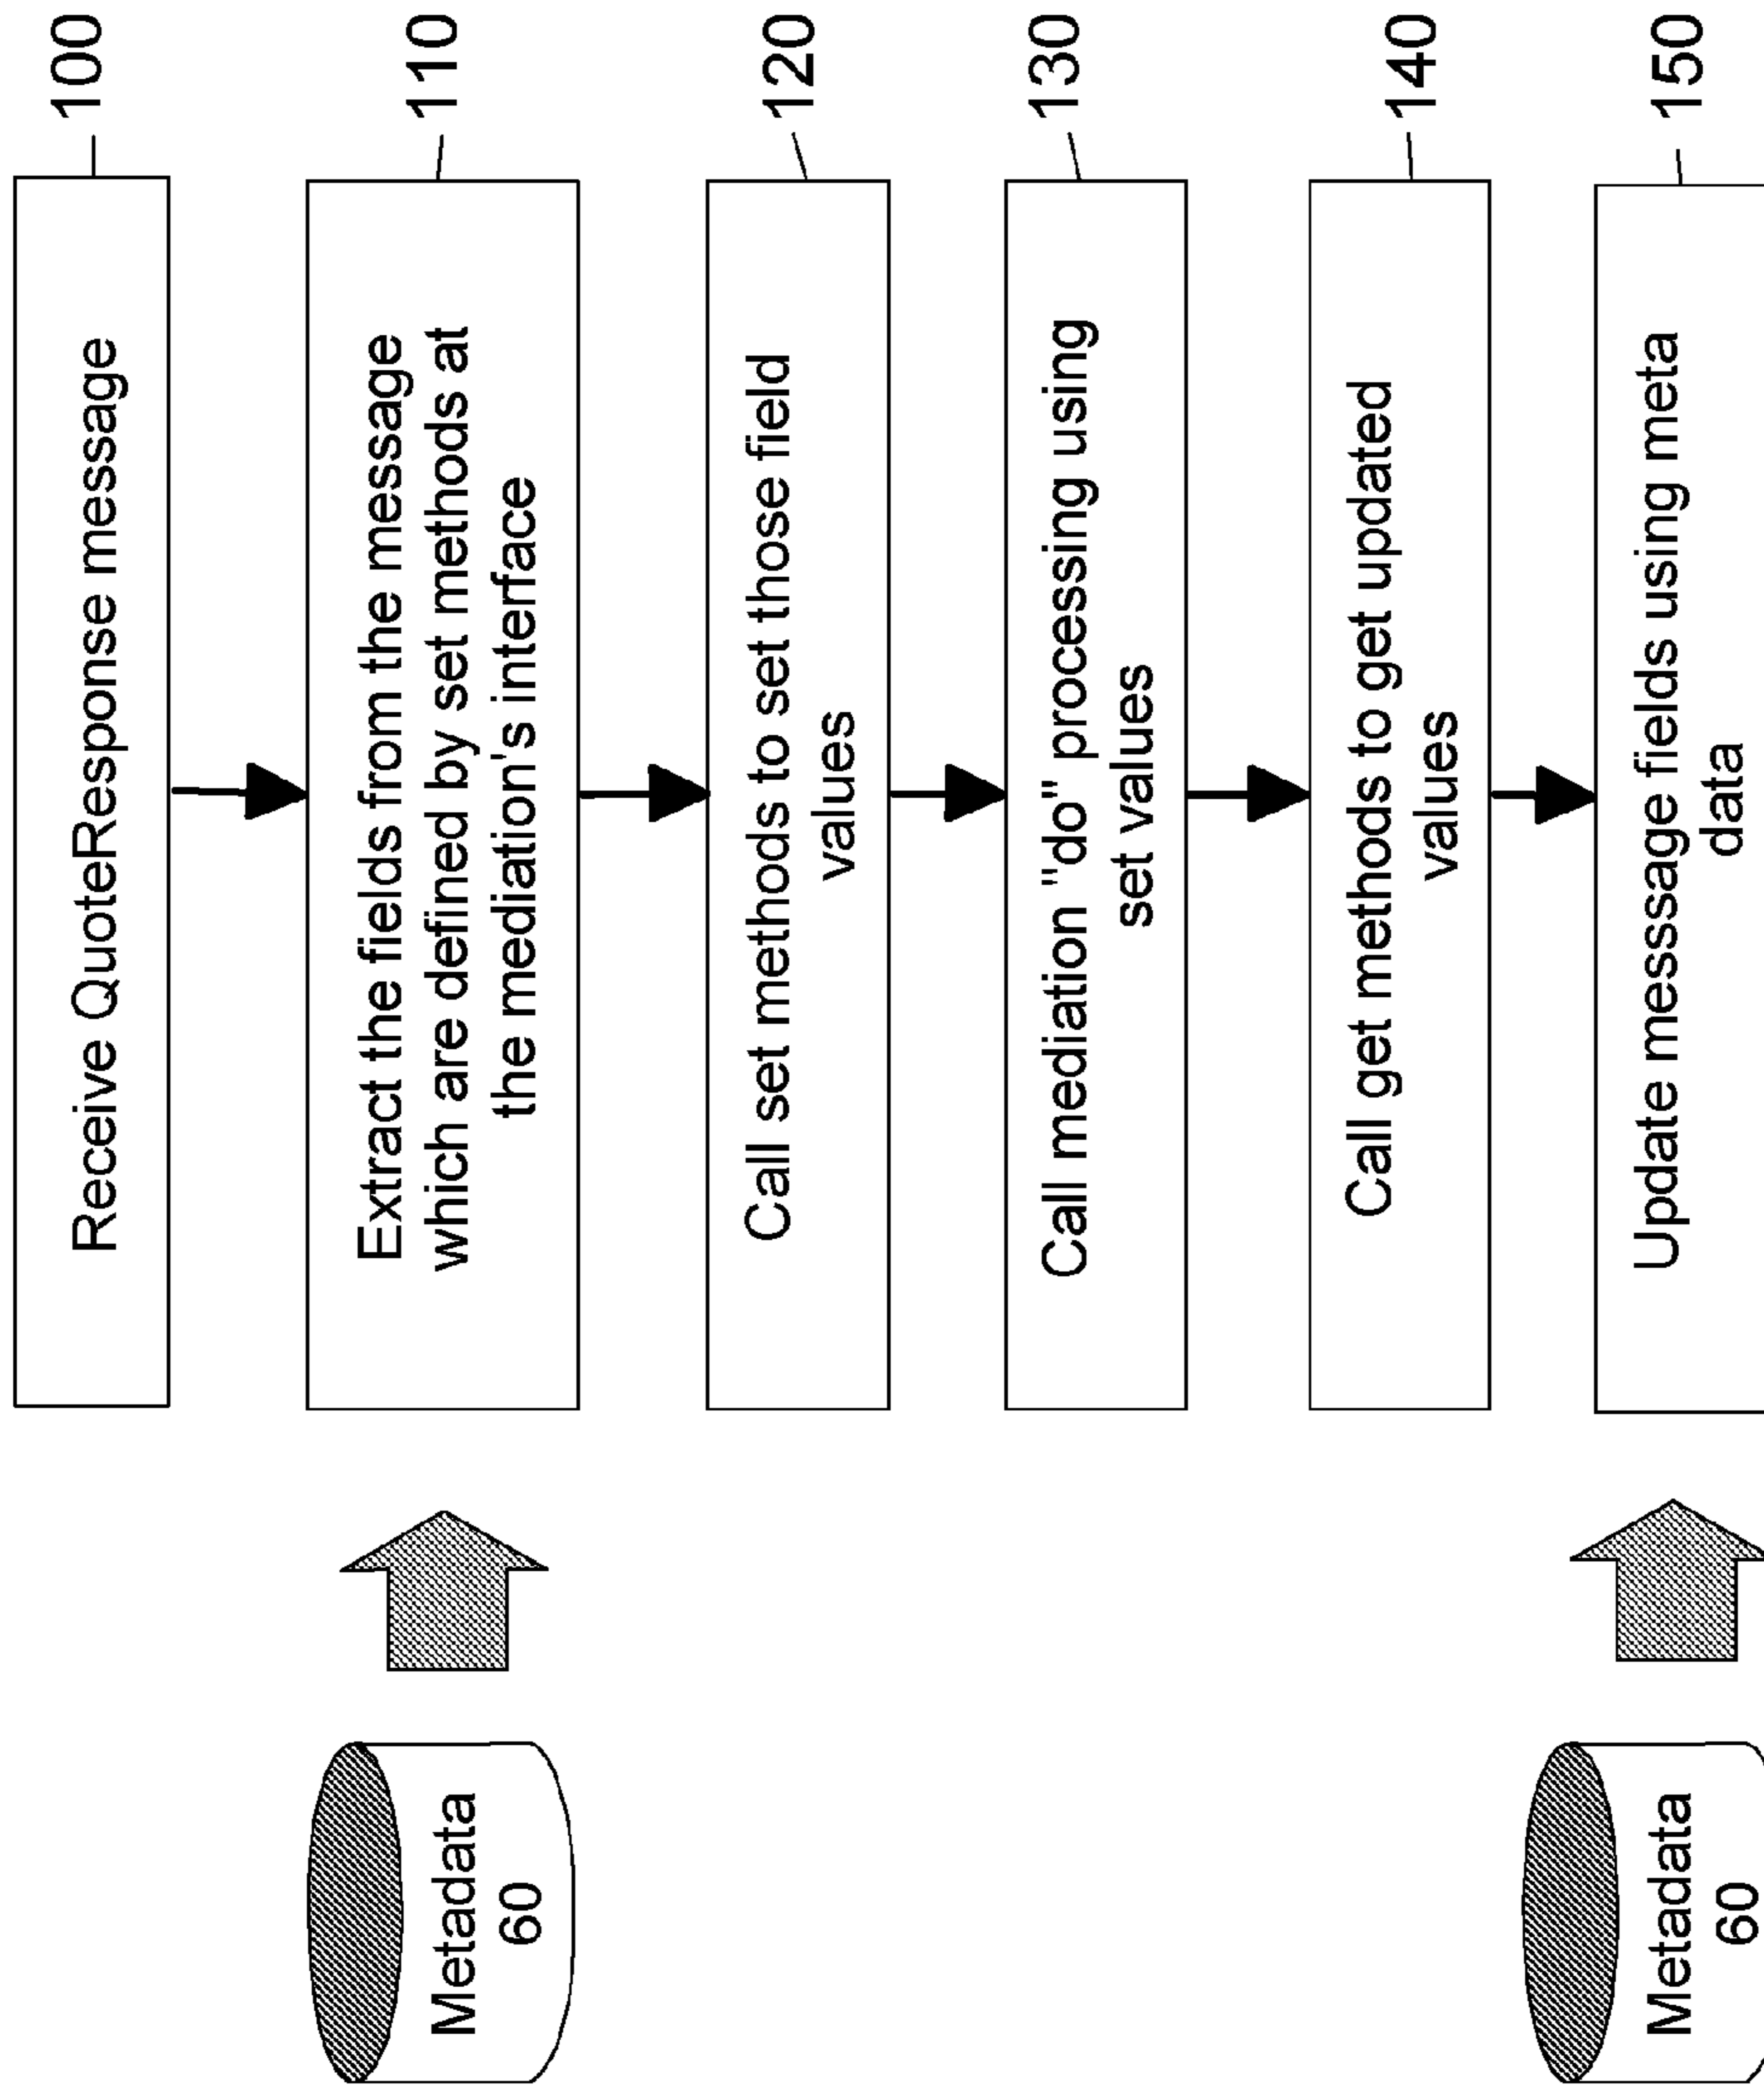 Receive QuoteResponse message
100
Extract the fields from the message
which are defined by set methods at
the mediation's interface
110
Metadata
60
Call set methods to set those field
values
120
Call mediation "do" processing using
set values
130
Call get methods to get updated
values
140
Update message fields using meta
data
150
Metadata
60